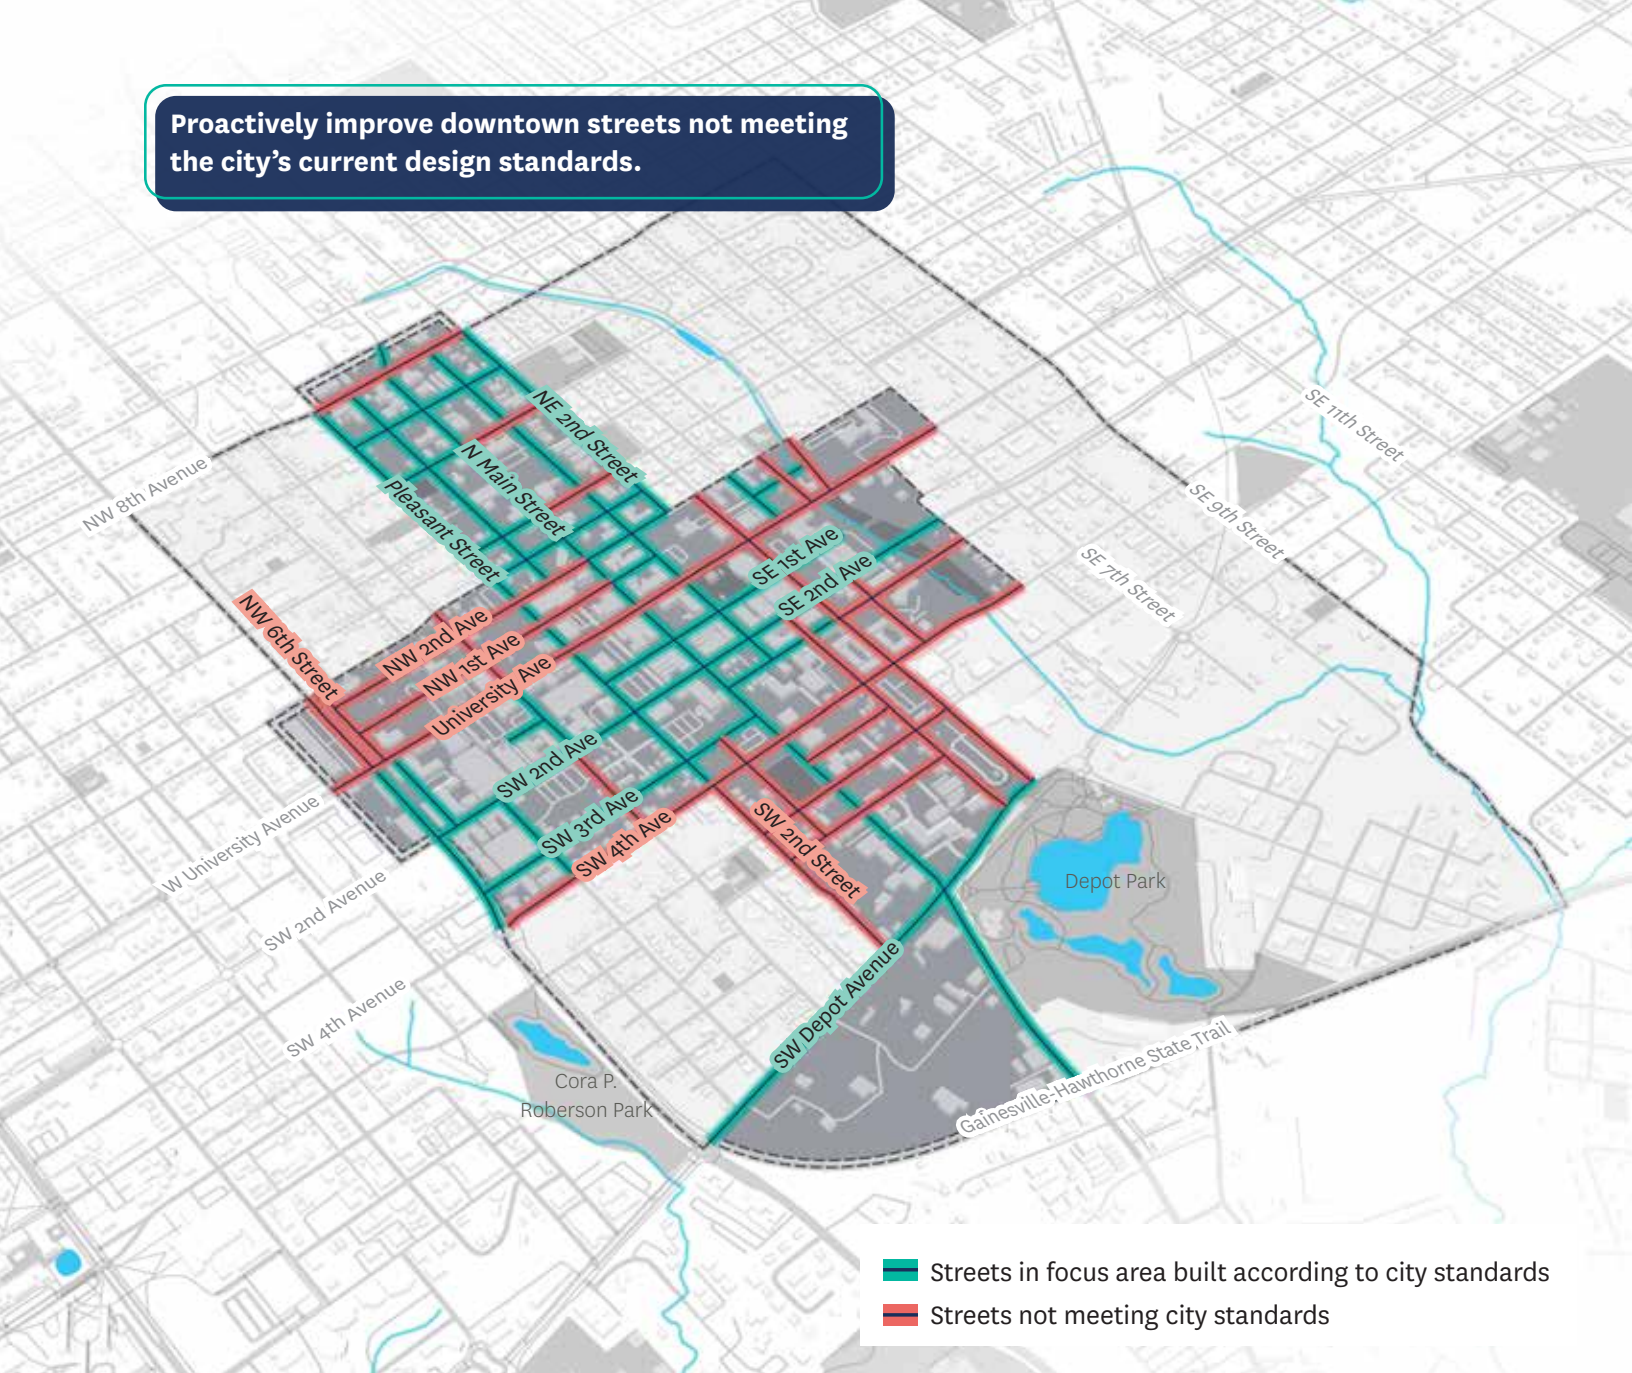 Proactively improve downtown streets not meeting
the city’s current design standards.
NE 2nd Street
N Main Street
Pleasant Street
NW 8th Avenue
SE 11th Street
SE 9th Street
SE 7th Street
SE 1st Ave
SE 2nd Ave
NW 6th Street
NW 2nd Ave
NW 1st Ave
University Ave
SW 2nd Ave
SW 3rd Ave
SW 4th Ave
SW 2nd Street
W University Avenue
SW 2nd Avenue
SW 4th Avenue
Depot Park
SW Depot Avenue
Cora P.
Roberson Park
Gainesville-Hawthorne State Trail
Streets in focus area built according to city standards
Streets not meeting city standards